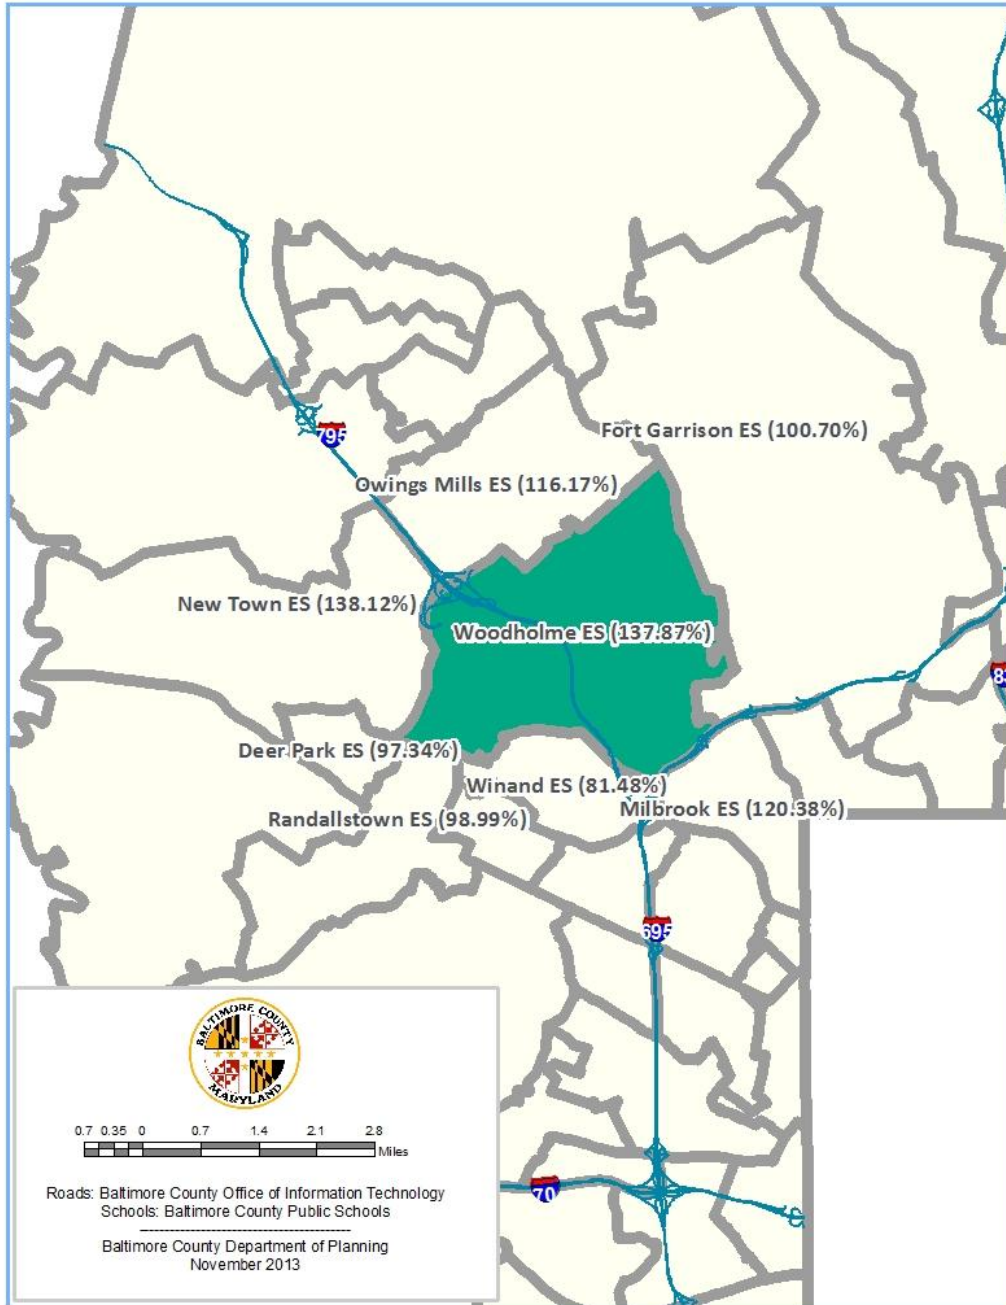 795
Fort Garrison ES (100.70%)
Owings Mills ES (116.17%)
New Town ES (138.12%)
Woodholme ES (137.87%)
Deer Park ES (97.34%)
Winand ES (81.48%)
Milbrook ES (120.38%)
Randallstown ES (98.99%)
695
BALTIMORE COUNTY
MARYLAND
0.7 0.35 0 0.7 1.4 2.1 2.8
Miles
70
Roads: Baltimore County Office of Information Technology
Schools: Baltimore County Public Schools
Baltimore County Department of Planning
November 2013